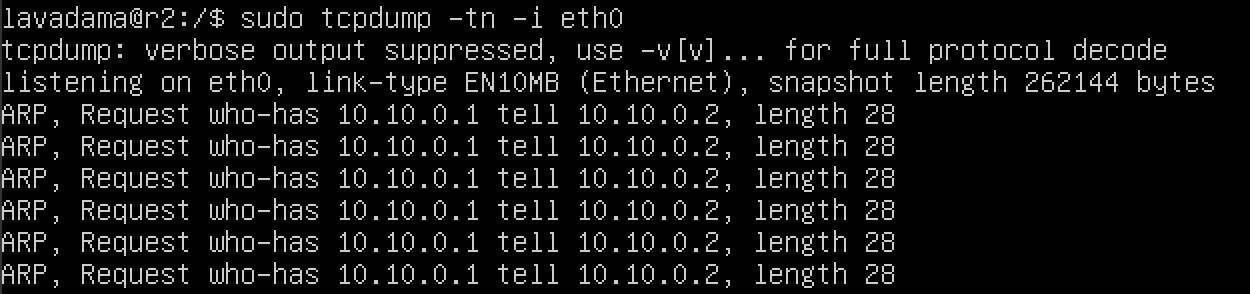 lavadama@r2:/$ sudo tcpdump -tn -i eth0
tcpdump: verbose output suppressed, use -v[v]... for full protocol decode
listening on eth0, link-type EN10MB (Ethernet), snapshot length 262144 bytes
ARP, Request who-has 10.10.0.1 tell 10.10.0.2, length 28
ARP, Request who-has 10.10.0.1 tell 10.10.0.2, length 28
ARP, Request who-has 10.10.0.1 tell 10.10.0.2, length 28
ARP, Request who-has 10.10.0.1 tell 10.10.0.2, length 28
ARP, Request who-has 10.10.0.1 tell 10.10.0.2, length 28
ARP, Request who-has 10.10.0.1 tell 10.10.0.2, length 28